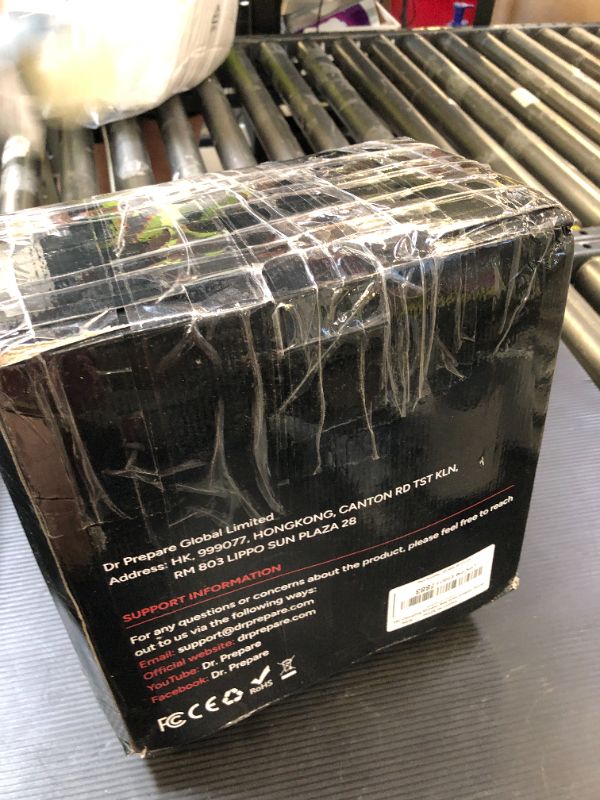 Dr Prepare Global Limited
Address: HK, 999077, HONGKONG, CANTON RD TST KLN,
RM 803 LIPPO SUN PLAZA 28
SUPPORT INFORMATION
For any questions or concerns about the product, please feel free to reach
out to us via the following ways:
Email: support@drprepare.com
Official website: drprepare.com
YouTube: Dr. Prepare
Facebook: Dr. Prepare
FC CE RoHS